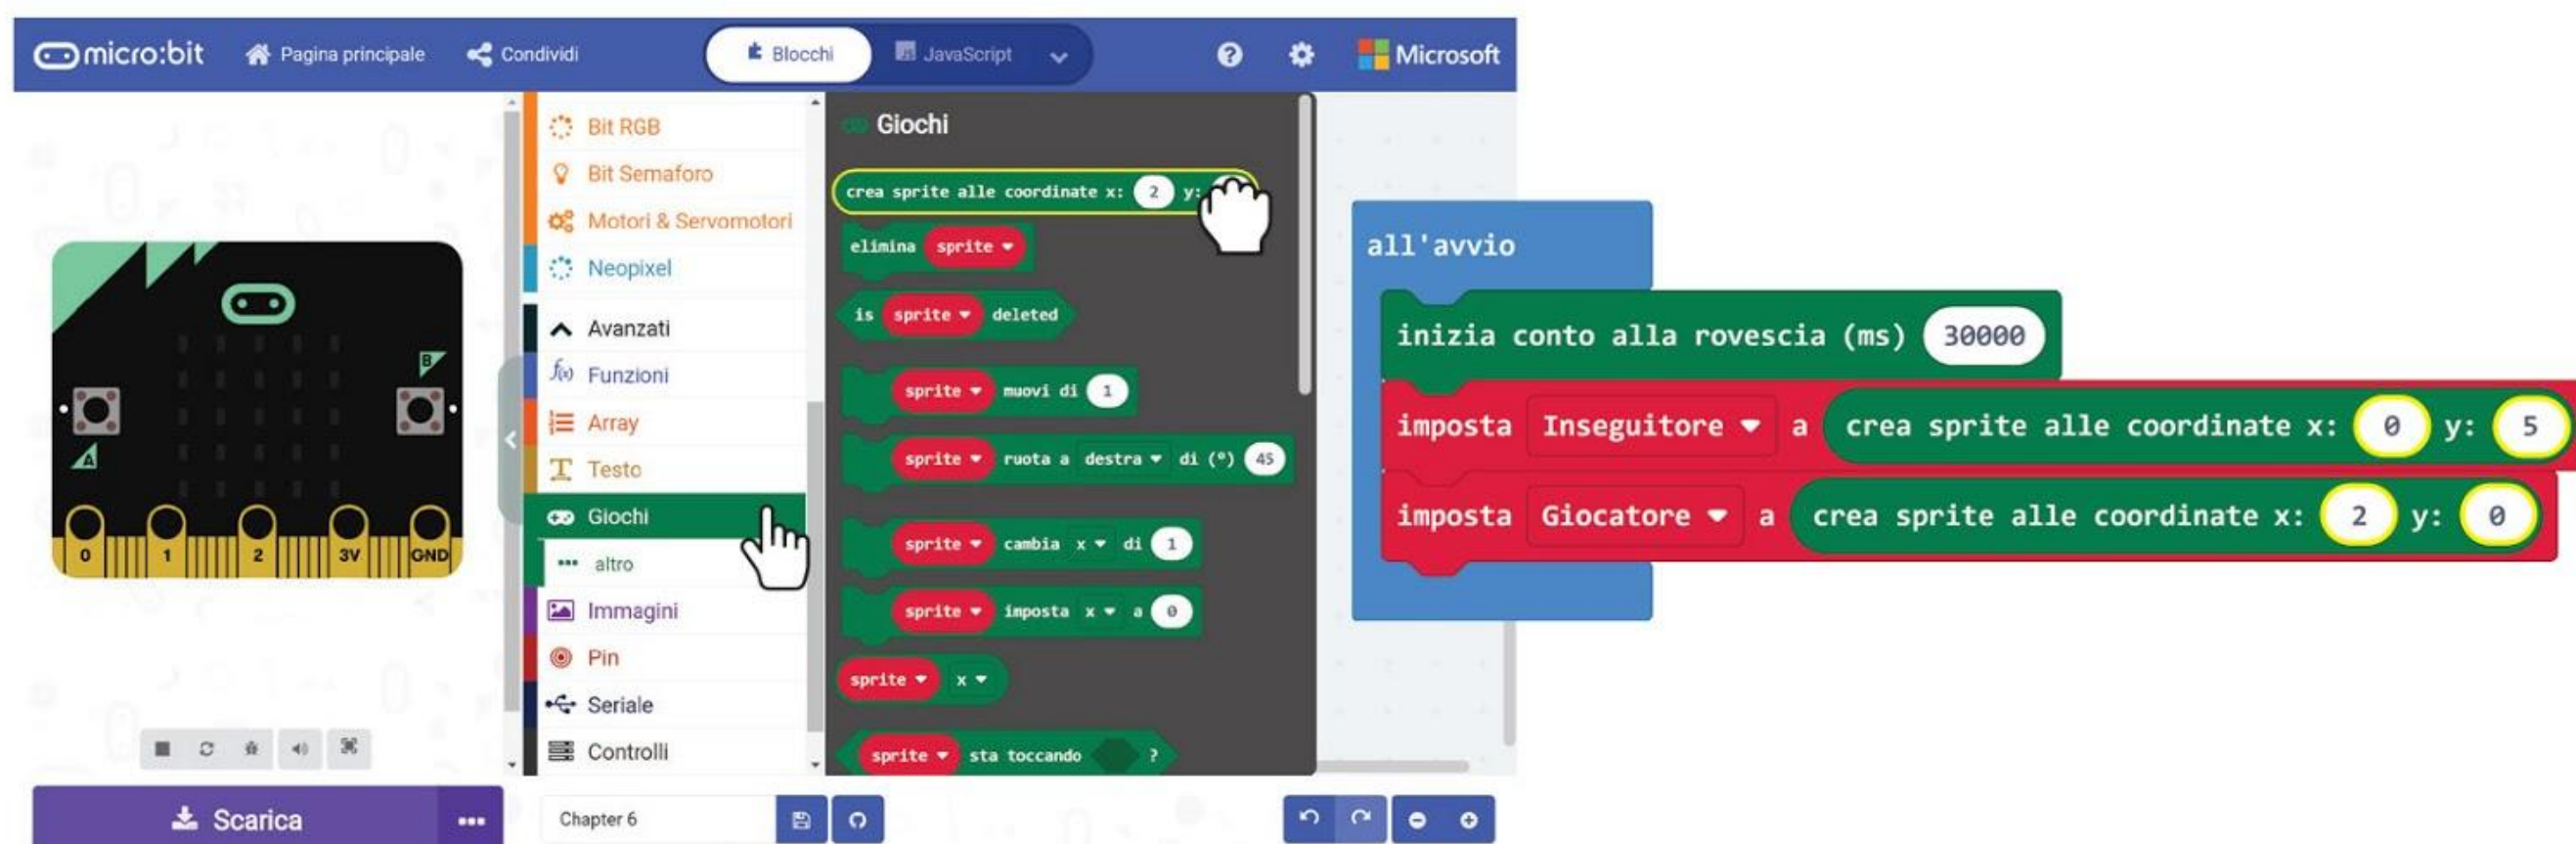 micro:bit
Pagina principale
Condividi
Blocchi
JS JavaScript
?
Microsoft
B
A
0 1 2 3V GND
Scarica
Bit RGB
Bit Semaforo
Motori & Servomotori
Neopixel
Avanzati
f(x) Funzioni
Array
Testo
Giochi
altro
Immagini
Pin
Seriale
Controlli
Chapter 6
Giochi
crea sprite alle coordinate x: 2 y:
elimina sprite
is sprite deleted
sprite muovi di 1
sprite ruota a destra di (°) 45
sprite cambia x di 1
sprite imposta x a 0
sprite x
sprite sta toccando ?
all'avvio
inizia conto alla rovescia (ms) 30000
imposta Inseguitore a crea sprite alle coordinate x: 0 y: 5
imposta Giocatore a crea sprite alle coordinate x: 2 y: 0